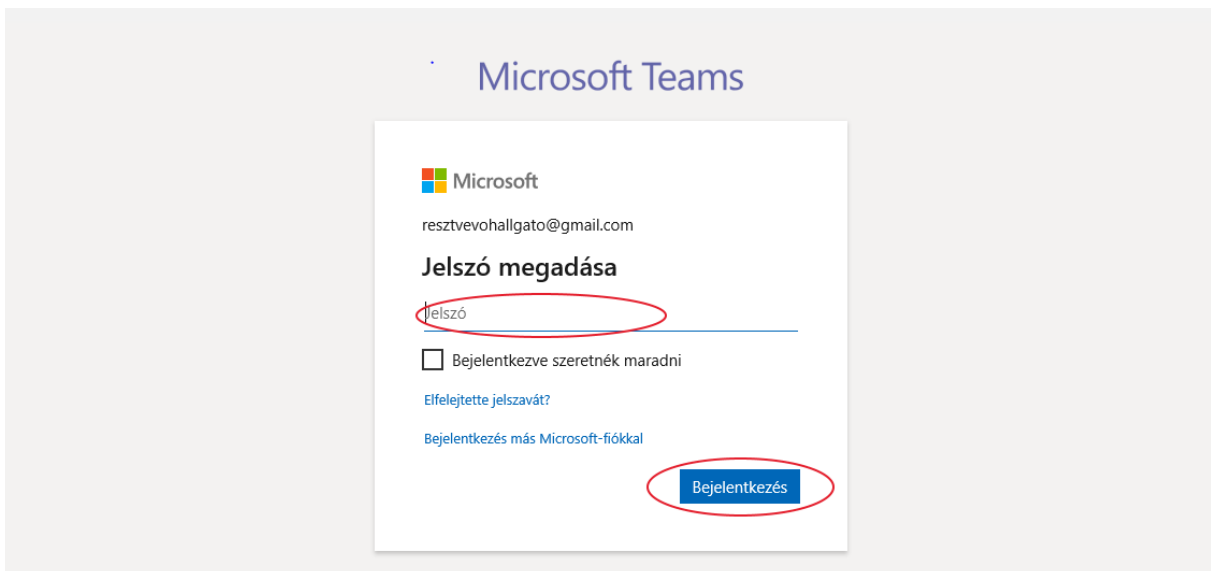 Microsoft Teams
Microsoft
resztvevohallgato@gmail.com
Jelszó megadása
Jelszó
Bejelentkezve szeretnék maradni
Elfelejtette jelszavát?
Bejelentkezés más Microsoft-fiókkal
Bejelentkezés